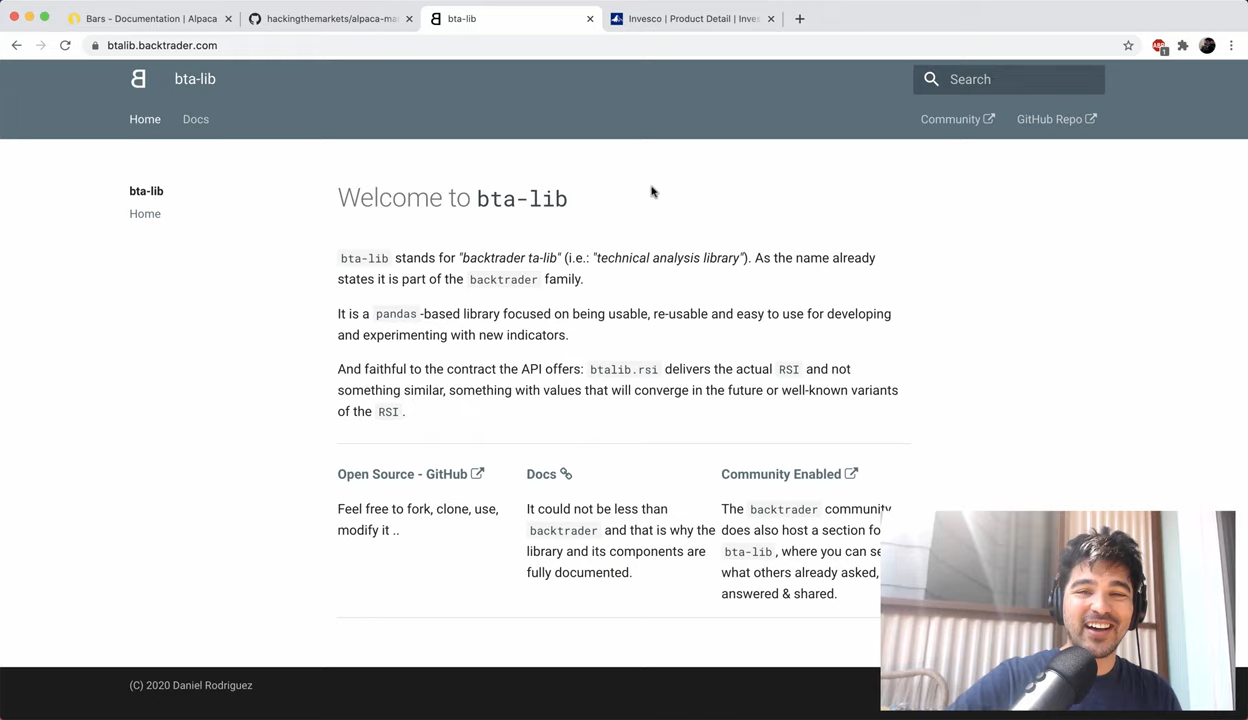 Bars - Documentation | Alpaca
hackingthemarkets/alpaca-ma
bta-lib
Invesco | Product Detail | Inves
btalib.backtrader.com
ABP
1
bta-lib
Search
Home
Docs
Community
GitHub Repo
bta-lib
Home
Welcome to bta-lib
bta-lib stands for "backtrader ta-lib" (i.e.: "technical analysis library"). As the name already
states it is part of the backtrader family.
It is a pandas -based library focused on being usable, re-usable and easy to use for developing
and experimenting with new indicators.
And faithful to the contract the API offers: btalib.rsi delivers the actual RSI and not
something similar, something with values that will converge in the future or well-known variants
of the RSI .
Open Source - GitHub
Feel free to fork, clone, use,
modify it ..
Docs
It could not be less than
backtrader and that is why the
library and its components are
fully documented.
Community Enabled
The backtrader community
does also host a section fo
bta-lib , where you can se
what others already asked,
answered & shared.
(C) 2020 Daniel Rodriguez